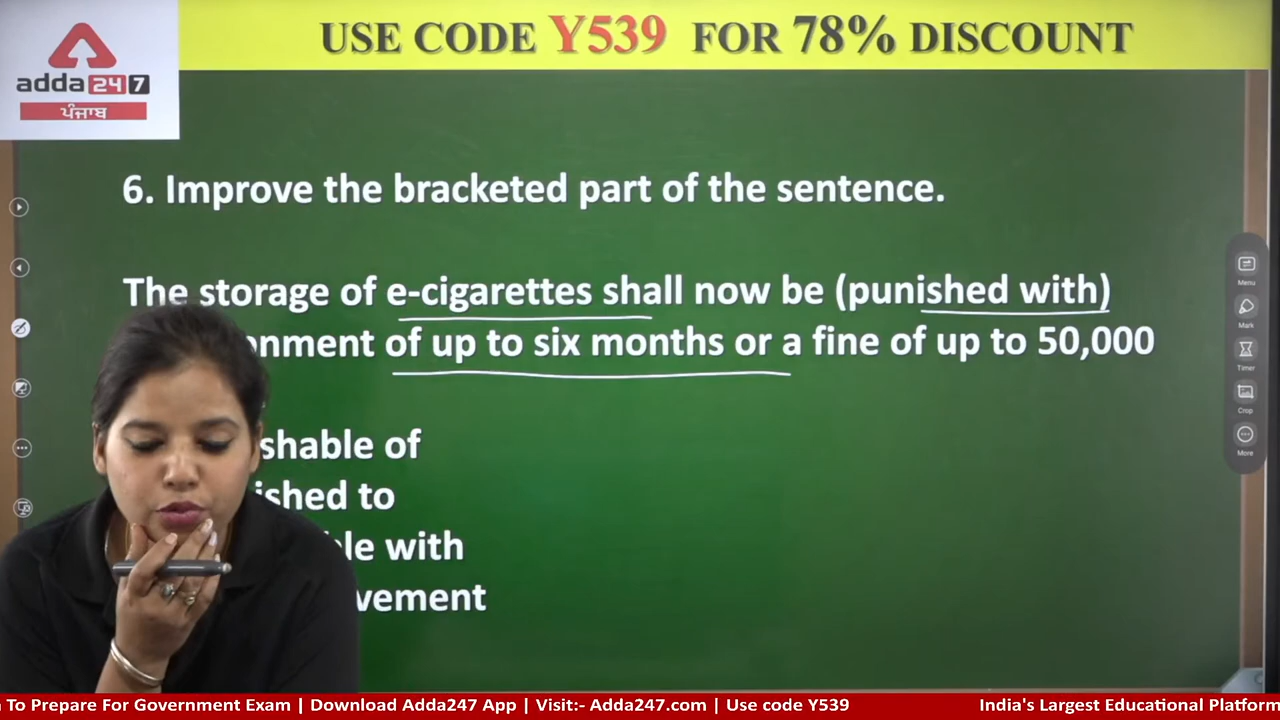 USE CODE Y539 FOR 78% DISCOUNT
adda 247
ਪੰਜਾਬ
6. Improve the bracketed part of the sentence.
The storage of e-cigarettes shall now be (punished with)
onment of up to six months or a fine of up to 50,000
shable of
ished to
le with
vement
Menu
Mark
Timer
Crop
More
To Prepare For Government Exam | Download Adda247 App | Visit:- Adda247.com | Use code Y539
India's Largest Educational Platform